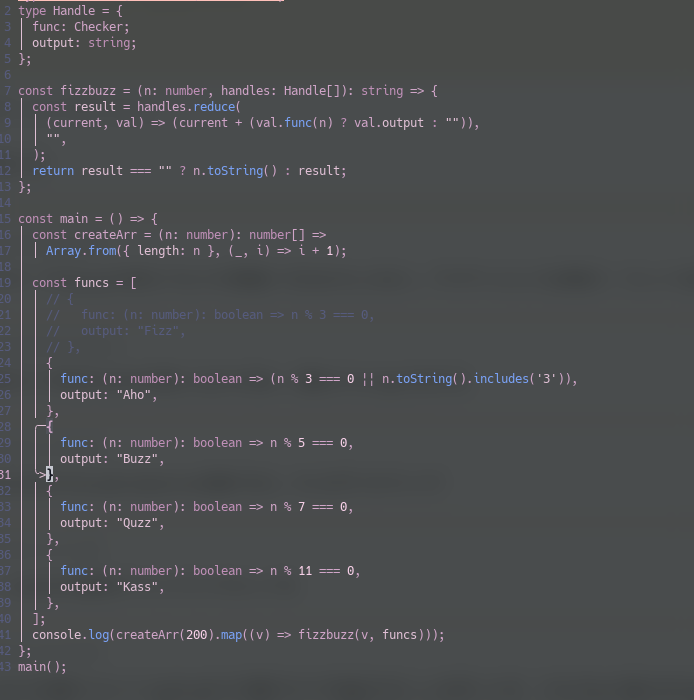 2 type Handle = {
3   func: Checker;
4   output: string;
5 };
6
7 const fizzbuzz = (n: number, handles: Handle[]): string => {
8   const result = handles.reduce(
9     (current, val) => (current + (val.func(n) ? val.output : "")),
10     "",
11   );
12   return result === "" ? n.toString() : result;
13 };
14
15 const main = () => {
16   const createArr = (n: number): number[] =>
17     Array.from({ length: n }, (_, i) => i + 1);
18
19   const funcs = [
20     // {
21     //   func: (n: number): boolean => n % 3 === 0,
22     //   output: "Fizz",
23     // },
24     {
25       func: (n: number): boolean => (n % 3 === 0 || n.toString().includes('3')),
26       output: "Aho",
27     },
28     {
29       func: (n: number): boolean => n % 5 === 0,
30       output: "Buzz",
31     },
32     {
33       func: (n: number): boolean => n % 7 === 0,
34       output: "Quzz",
35     },
36     {
37       func: (n: number): boolean => n % 11 === 0,
38       output: "Kass",
39     },
40   ];
41   console.log(createArr(200).map((v) => fizzbuzz(v, funcs)));
42 };
43 main();